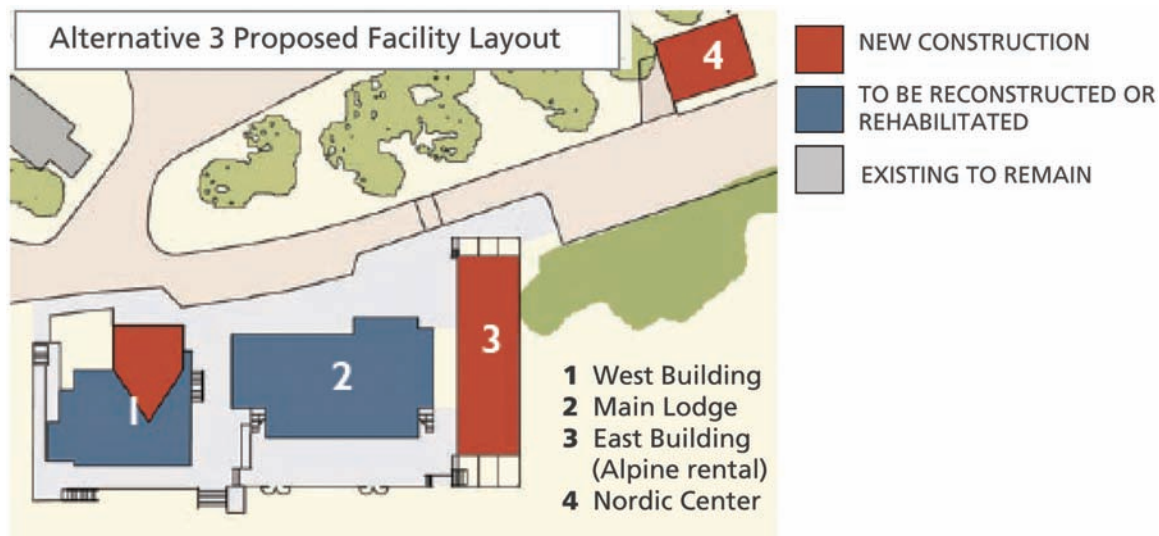 Alternative 3 Proposed Facility Layout
4
NEW CONSTRUCTION
TO BE RECONSTRUCTED OR
REHABILITATED
EXISTING TO REMAIN
1
2
3
1 West Building
2 Main Lodge
3 East Building
(Alpine rental)
4 Nordic Center